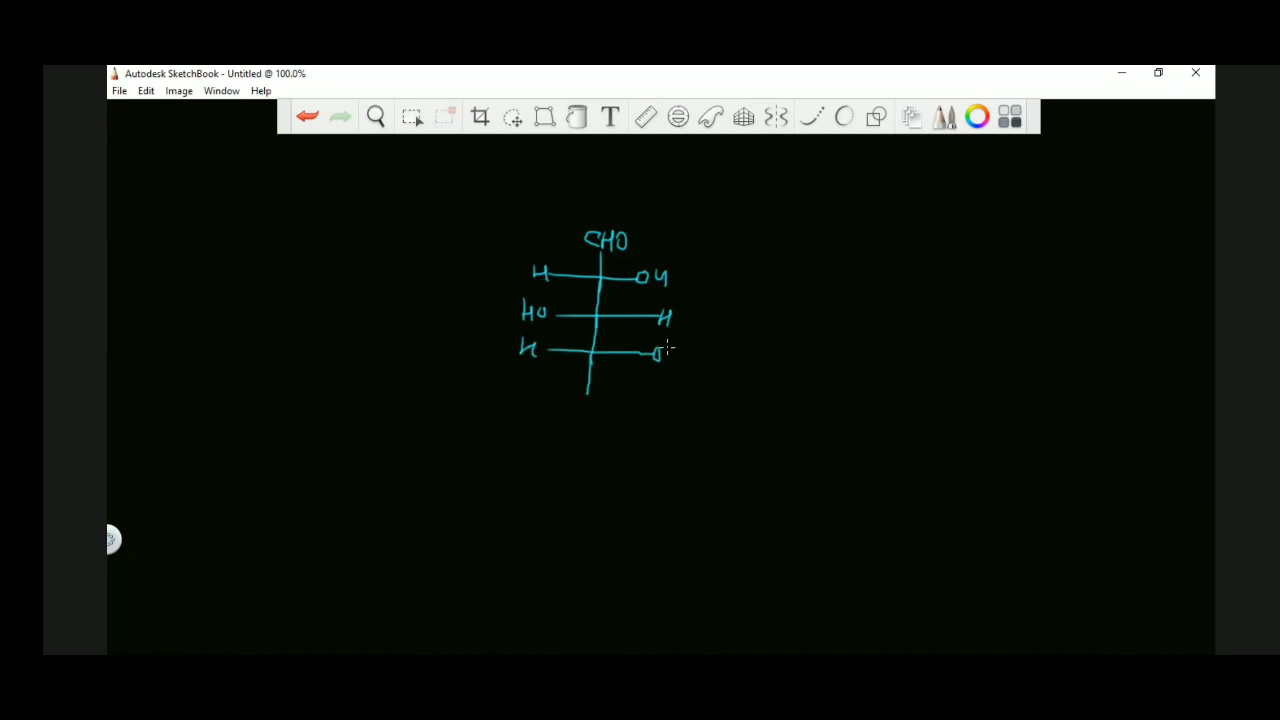 Autodesk SketchBook - Untitled @ 100.0%
File Edit Image Window Help
T
CHO
H OH
HO H
H O